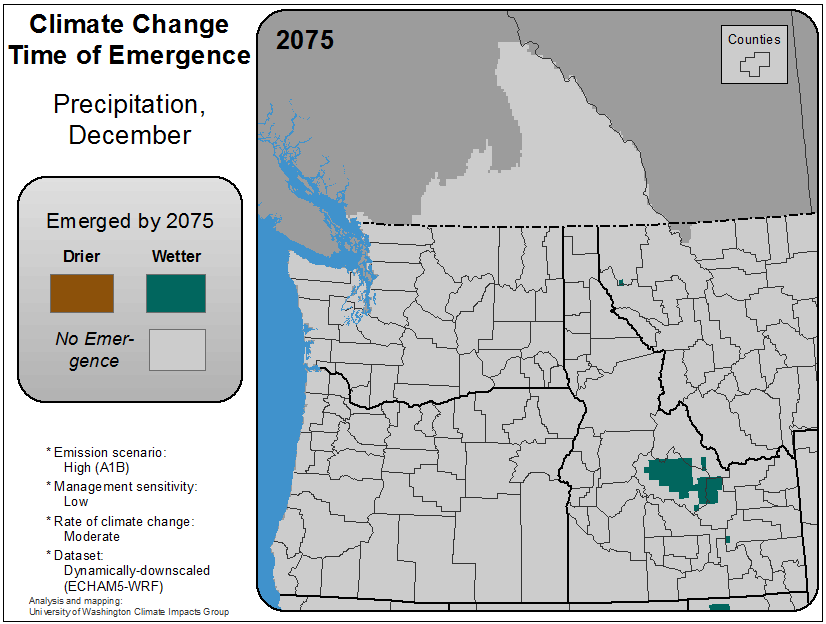 Climate Change
Time of Emergence
Precipitation,
December
Emerged by 2075
Drier
Wetter
No Emer-
gence
* Emission scenario:
High (A1B)
* Management sensitivity:
Low
* Rate of climate change:
Moderate
* Dataset:
Dynamically-downscaled
(ECHAM5-WRF)
Analysis and mapping:
University of Washington Climate Impacts Group
2075
Counties